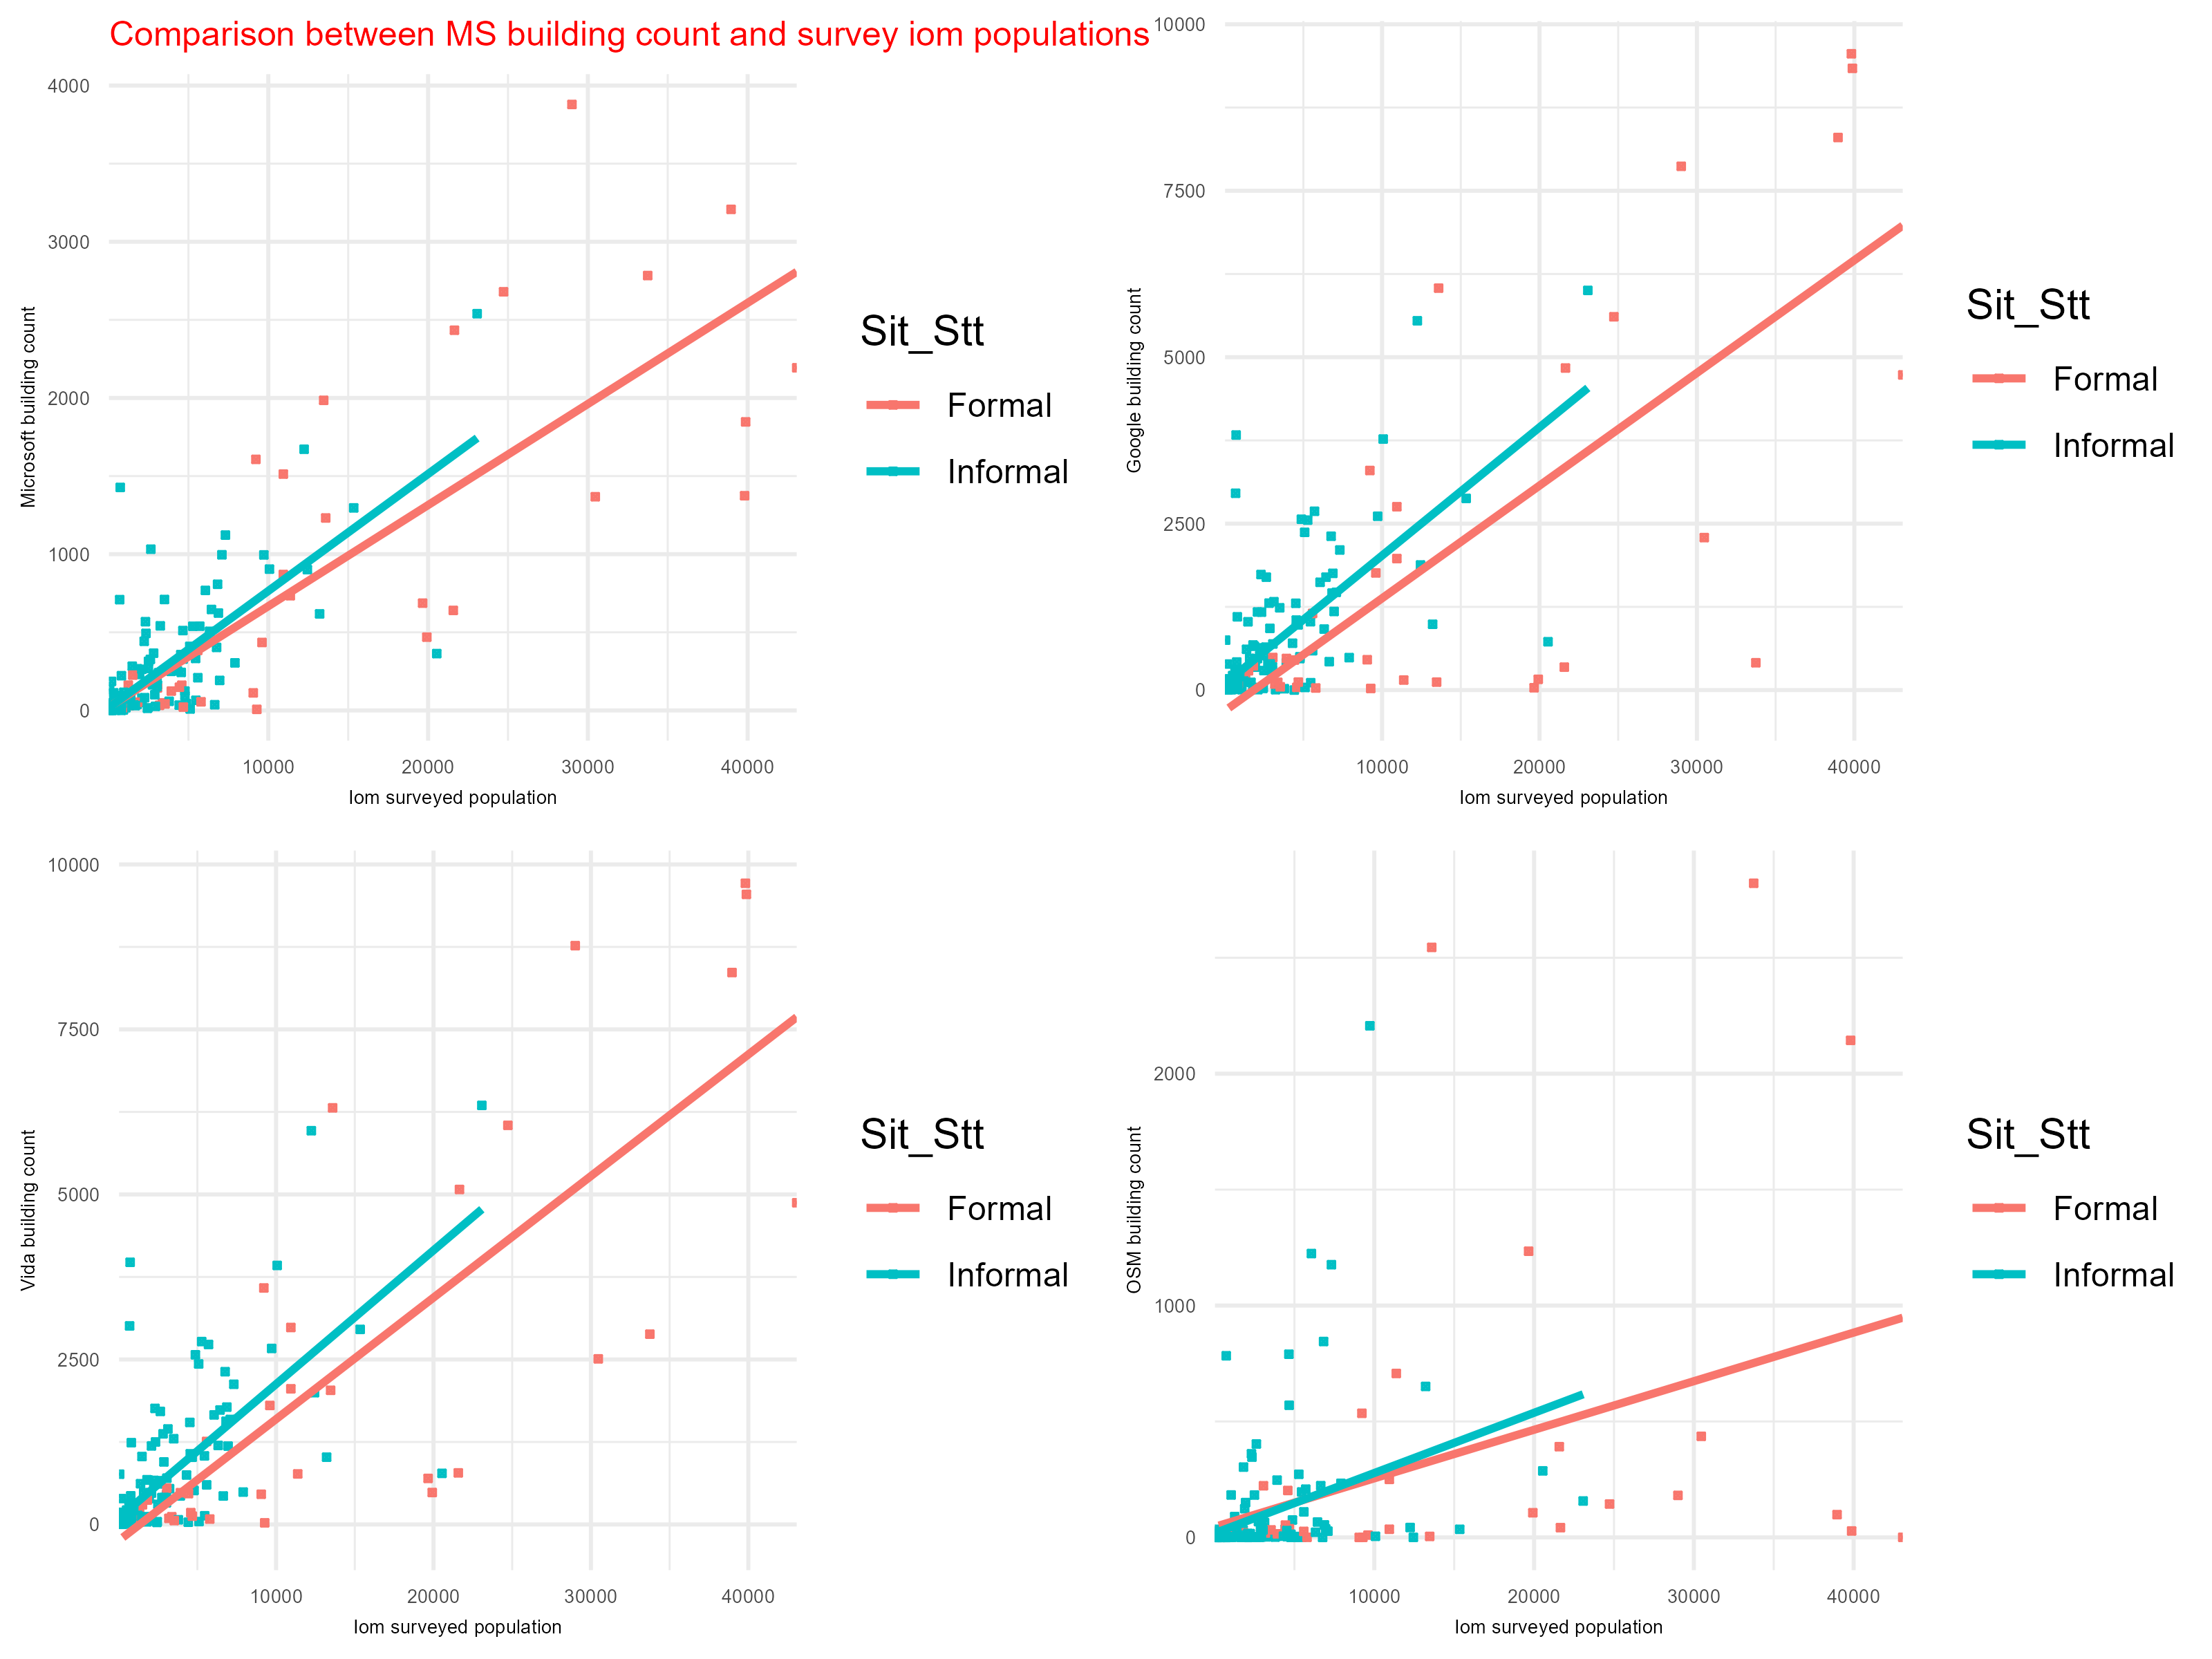 Comparison between MS building count and survey iom populations
4000
3000
2000
1000
0
Microsoft building count
10000 20000 30000 40000
Iom surveyed population
Sit_Stt
Formal
Informal
10000
7500
5000
2500
0
Google building count
10000 20000 30000 40000
Iom surveyed population
Sit_Stt
Formal
Informal
10000
7500
5000
2500
0
Vida building count
10000 20000 30000 40000
Iom surveyed population
Sit_Stt
Formal
Informal
2000
1000
0
OSM building count
10000 20000 30000 40000
Iom surveyed population
Sit_Stt
Formal
Informal